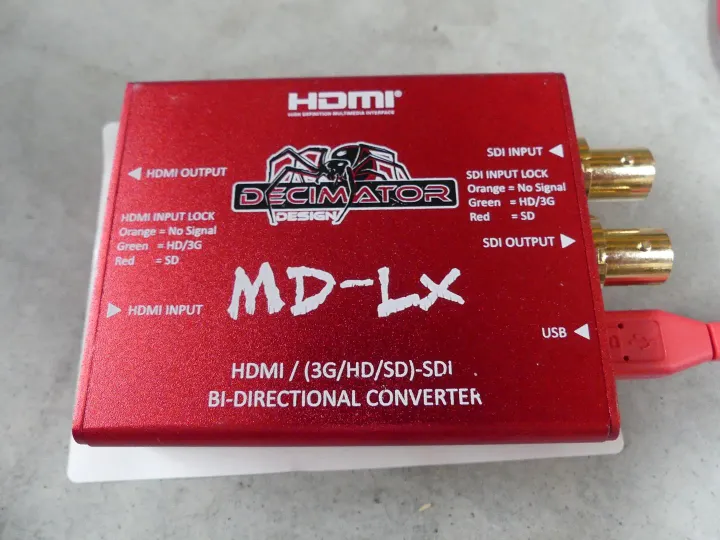 HDMI®
HIGH DEFINITION MULTIMEDIA INTERFACE
HDMI OUTPUT
HDMI INPUT LOCK
Orange = No Signal
Green = HD/3G
Red = SD
HDMI INPUT
DECIMATOR
DESIGN
MD-LX
SDI INPUT
SDI INPUT LOCK
Orange = No Signal
Green = HD/3G
Red = SD
SDI OUTPUT
USB
HDMI / (3G/HD/SD)-SDI
BI-DIRECTIONAL CONVERTER